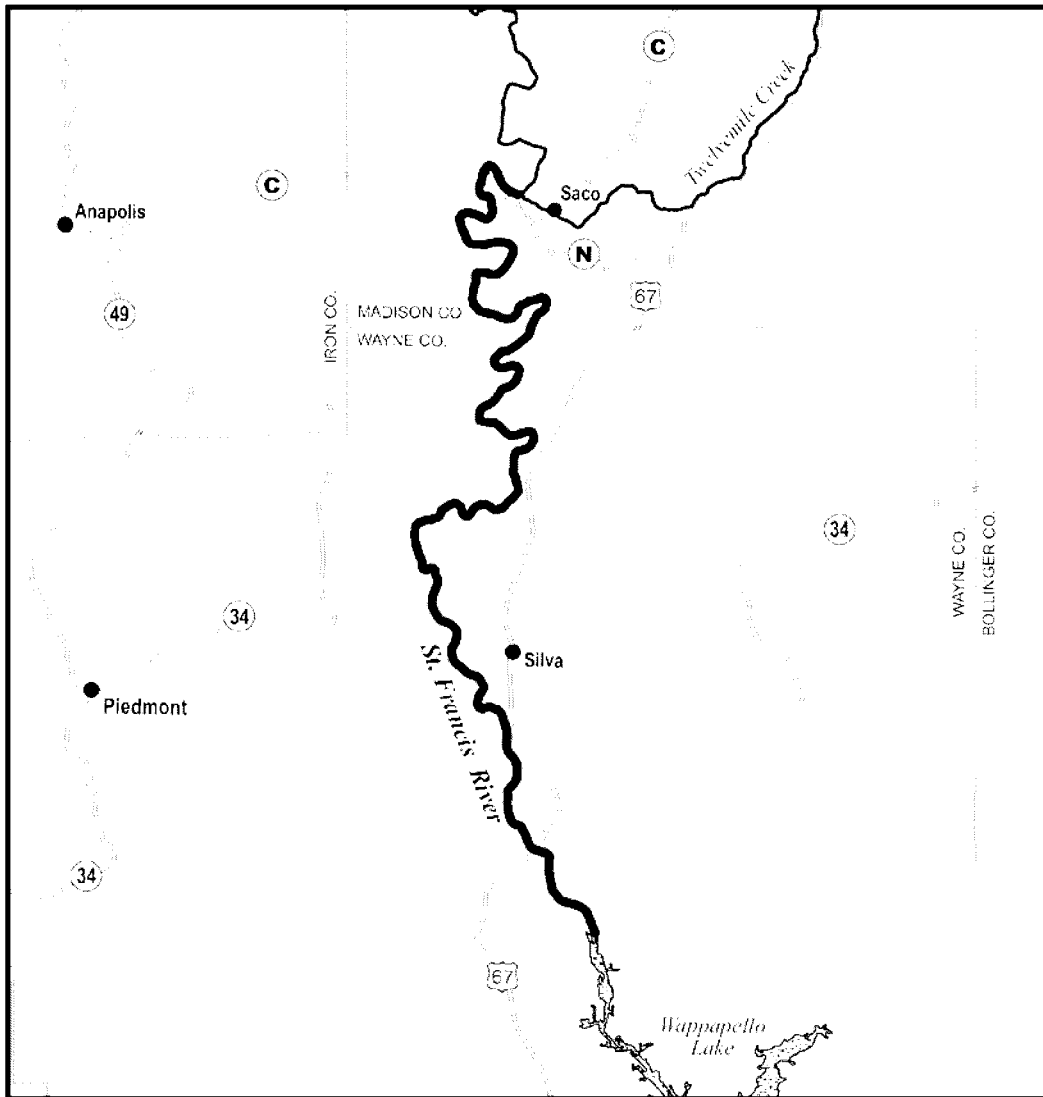 C
Twelvemile Creek
C
Saco
Anapolis
N
67
49
MADISON CO
IRON CO.
WAYNE CO.
34
WAYNE CO.
BOLLINGER CO.
34
Silva
St. Francis River
Piedmont
34
67
Wappapello
Lake